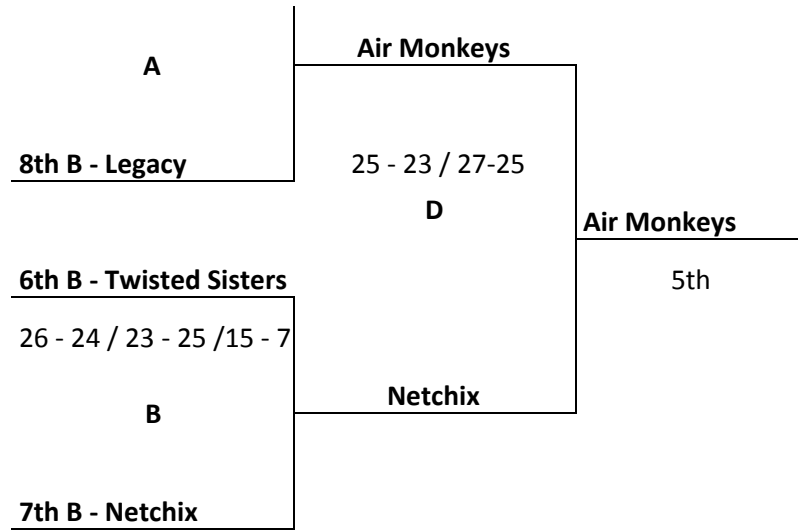 Air Monkeys
A
8th B - Legacy
25 - 23 / 27-25
D
Air Monkeys
6th B - Twisted Sisters
5th
26 - 24 / 23 - 25 /15 - 7
Netchix
B
7th B - Netchix